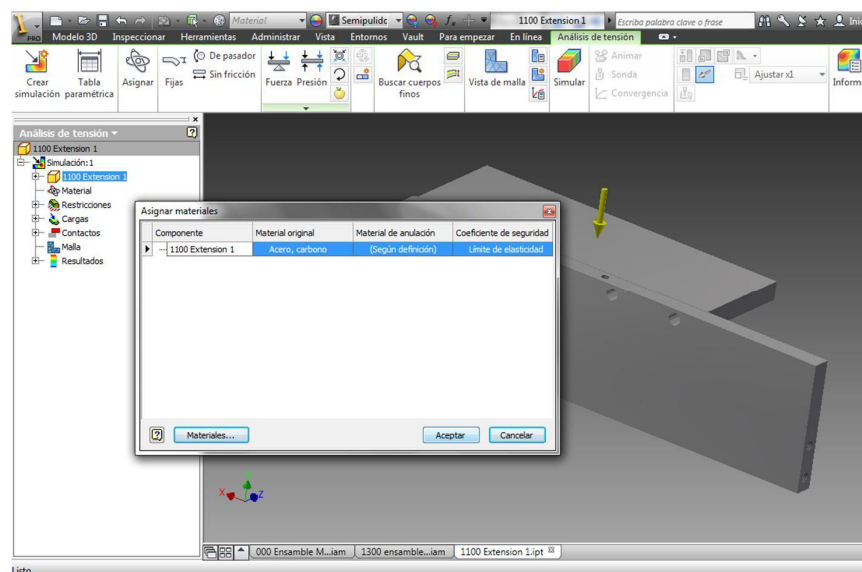 Material
Semipulidc
1100 Extension 1
Escriba palabra clave o frase
Inic
PRO
Modelo 3D Inspeccionar Herramientas Administrar Vista Entornos Vault Para empezar En línea Análisis de tensión
Crear simulación
Tabla paramétrica
Asignar
Fijas
De pasador
Sin fricción
Fuerza
Presión
Buscar cuerpos finos
Vista de malla
Simular
Animar
Sonda
Convergencia
Ajustar x1
Inform
Análisis de tensión
1100 Extension 1
Simulación:1
1100 Extension 1
Material
Restricciones
Cargas
Contactos
Malla
Resultados
Asignar materiales
Componente Material original Material de anulación Coeficiente de seguridad
1100 Extension 1 Acero, carbono (Según definición) Límite de elasticidad
Materiales...
Aceptar
Cancelar
X
Z
000 Ensamble M...iam
1300 ensamble...iam
1100 Extension 1.ipt
Listo